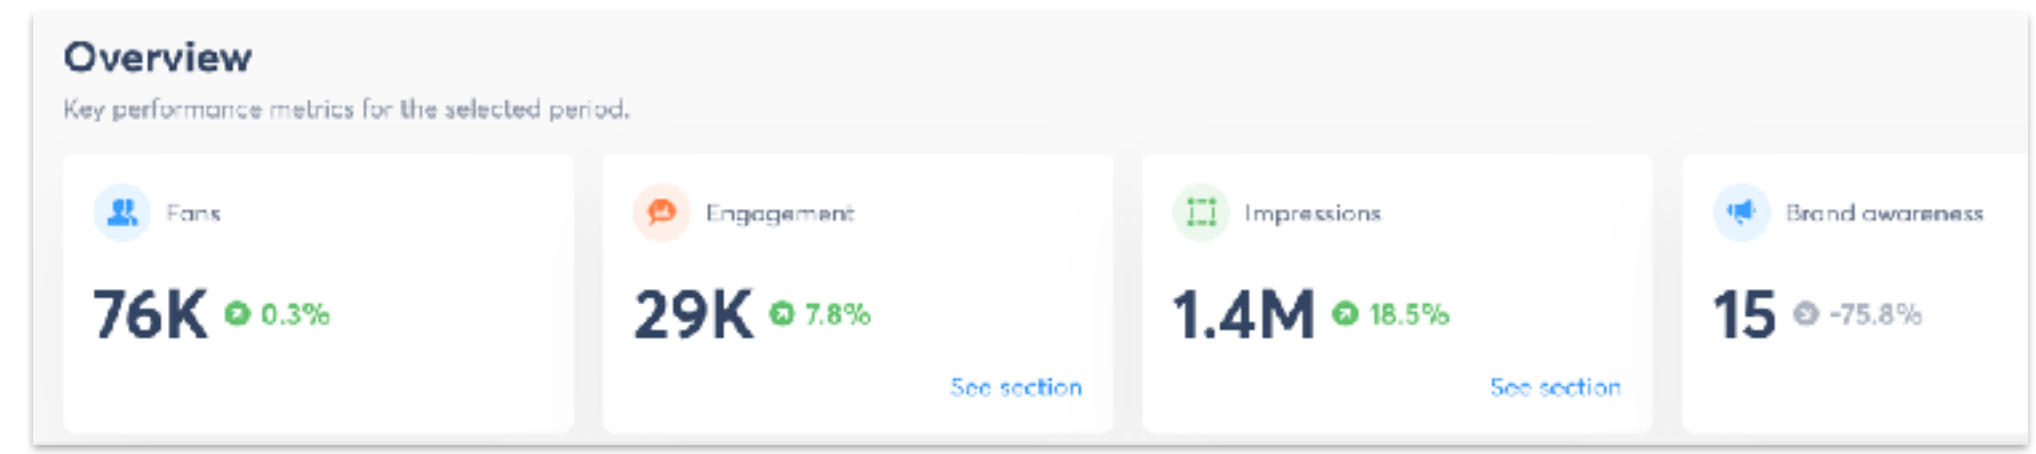 Overview
Key performance metrics for the selected period.
Fans
76K 0.3%
Engagement
29K 7.8%
See section
Impressions
1.4M 18.5%
See section
Brand awareness
15 -75.8%